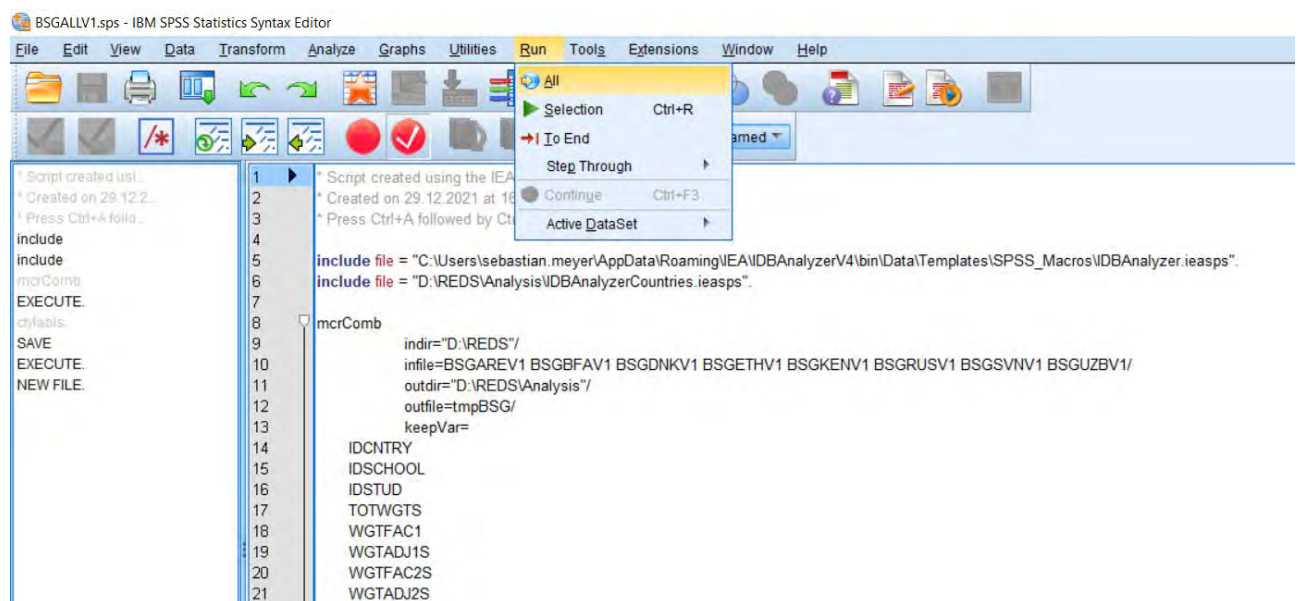 BSGALLV1.sps - IBM SPSS Statistics Syntax Editor
File Edit View Data Transform Analyze Graphs Utilities Run Tools Extensions Window Help
All
Selection Ctrl+R
To End
amed
Step Through
Continue Ctrl+F3
Active DataSet
* Script created usi...
* Created on 29.12.2...
* Press Ctrl+A follo...
include
include
mcrComb
EXECUTE.
ctylabls.
SAVE
EXECUTE.
NEW FILE.
1 * Script created using the IEA
2 * Created on 29.12.2021 at 16
3 * Press Ctrl+A followed by Ct
4
5 include file = "C:\Users\sebastian.meyer\AppData\Roaming\IEA\IDBAnalyzerV4\bin\Data\Templates\SPSS_Macros\IDBAnalyzer.ieasps".
6 include file = "D:\REDS\Analysis\IDBAnalyzerCountries.ieasps".
7
8 mcrComb
9 indir="D:\REDS"/
10 infile=BSGAREV1 BSGBFAV1 BSGDNKV1 BSGETHV1 BSGKENV1 BSGRUSV1 BSGSVNV1 BSGUZBV1/
11 outdir="D:\REDS\Analysis"/
12 outfile=tmpBSG/
13 keepVar=
14 IDCNTRY
15 IDSCHOOL
16 IDSTUD
17 TOTWGTS
18 WGTFAC1
19 WGTADJ1S
20 WGTFAC2S
21 WGTADJ2S